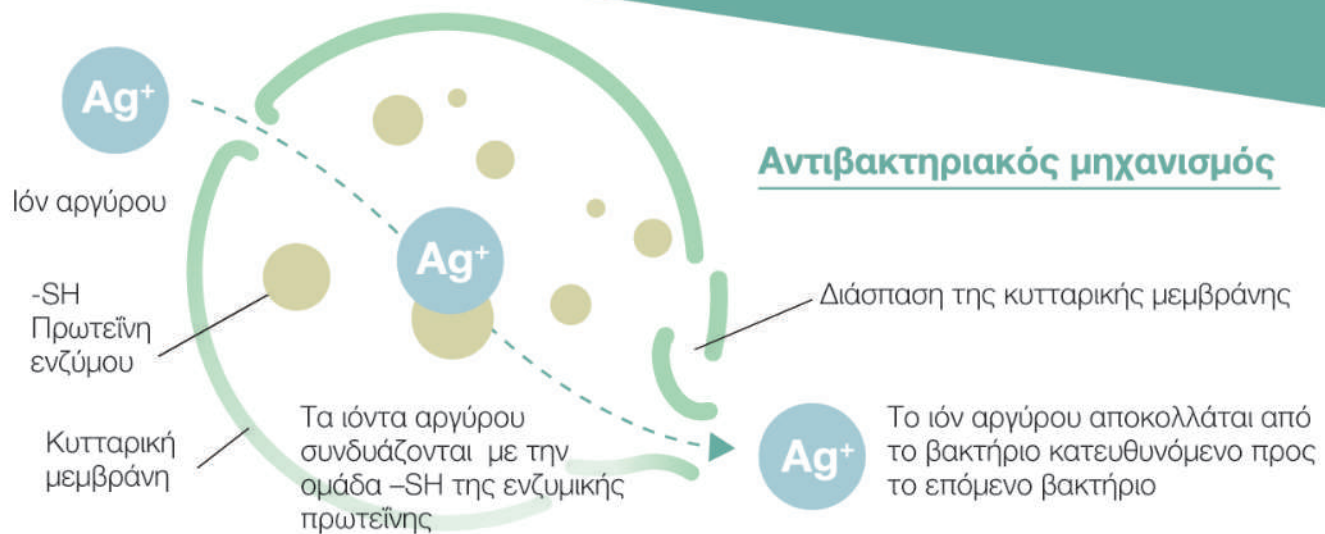 Αντιβακτηριακός μηχανισμός
Ag⁺
Ιόν αργύρου
Ag⁺
-SH
Πρωτεΐνη
ενζύμου
Διάσπαση της κυτταρικής μεμβράνης
Κυτταρική
μεμβράνη
Τα ιόντα αργύρου
συνδυάζονται με την
ομάδα –SH της ενζυμικής
πρωτεΐνης
Ag⁺
Το ιόν αργύρου αποκολλάται από
το βακτήριο κατευθυνόμενο προς
το επόμενο βακτήριο